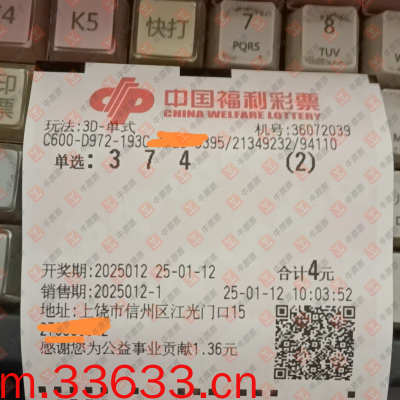 K5
快打
7
PQRS
8
TUV
中国福利彩票
CHINA WELFARE LOTTERY
玩法:3D-单式 机号:36072039
C600-D972-193C 0395/21349232/94110
单选: 3 7 4 (2)
开奖期:2025012 25-01-12 合计4元
销售期:2025012-1 25-01-12 10:03:52
地址:上饶市信州区江光门口15
感谢您为公益事业贡献1.36元
m.33633.cn